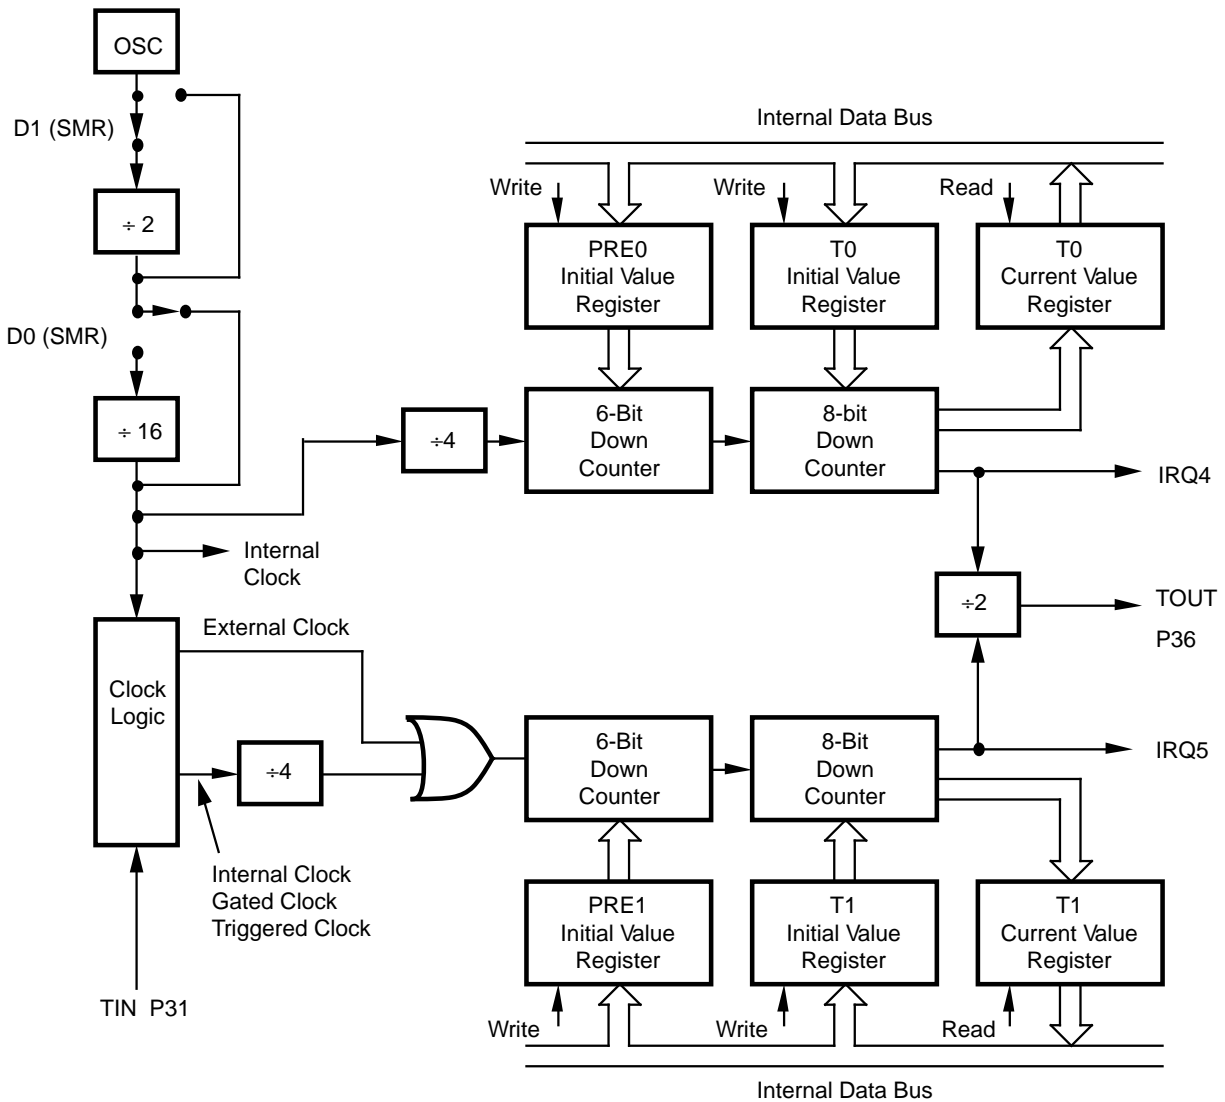 OSC
D1 (SMR)
÷ 2
D0 (SMR)
÷ 16
Internal Data Bus
Write
Write
Read
PRE0
Initial Value
Register
T0
Initial Value
Register
T0
Current Value
Register
÷4
6-Bit
Down
Counter
8-bit
Down
Counter
IRQ4
Internal
Clock
÷2
TOUT
P36
External Clock
Clock
Logic
÷4
6-Bit
Down
Counter
8-Bit
Down
Counter
IRQ5
Internal Clock
Gated Clock
Triggered Clock
PRE1
Initial Value
Register
T1
Initial Value
Register
T1
Current Value
Register
TIN P31
Write
Write
Read
Internal Data Bus